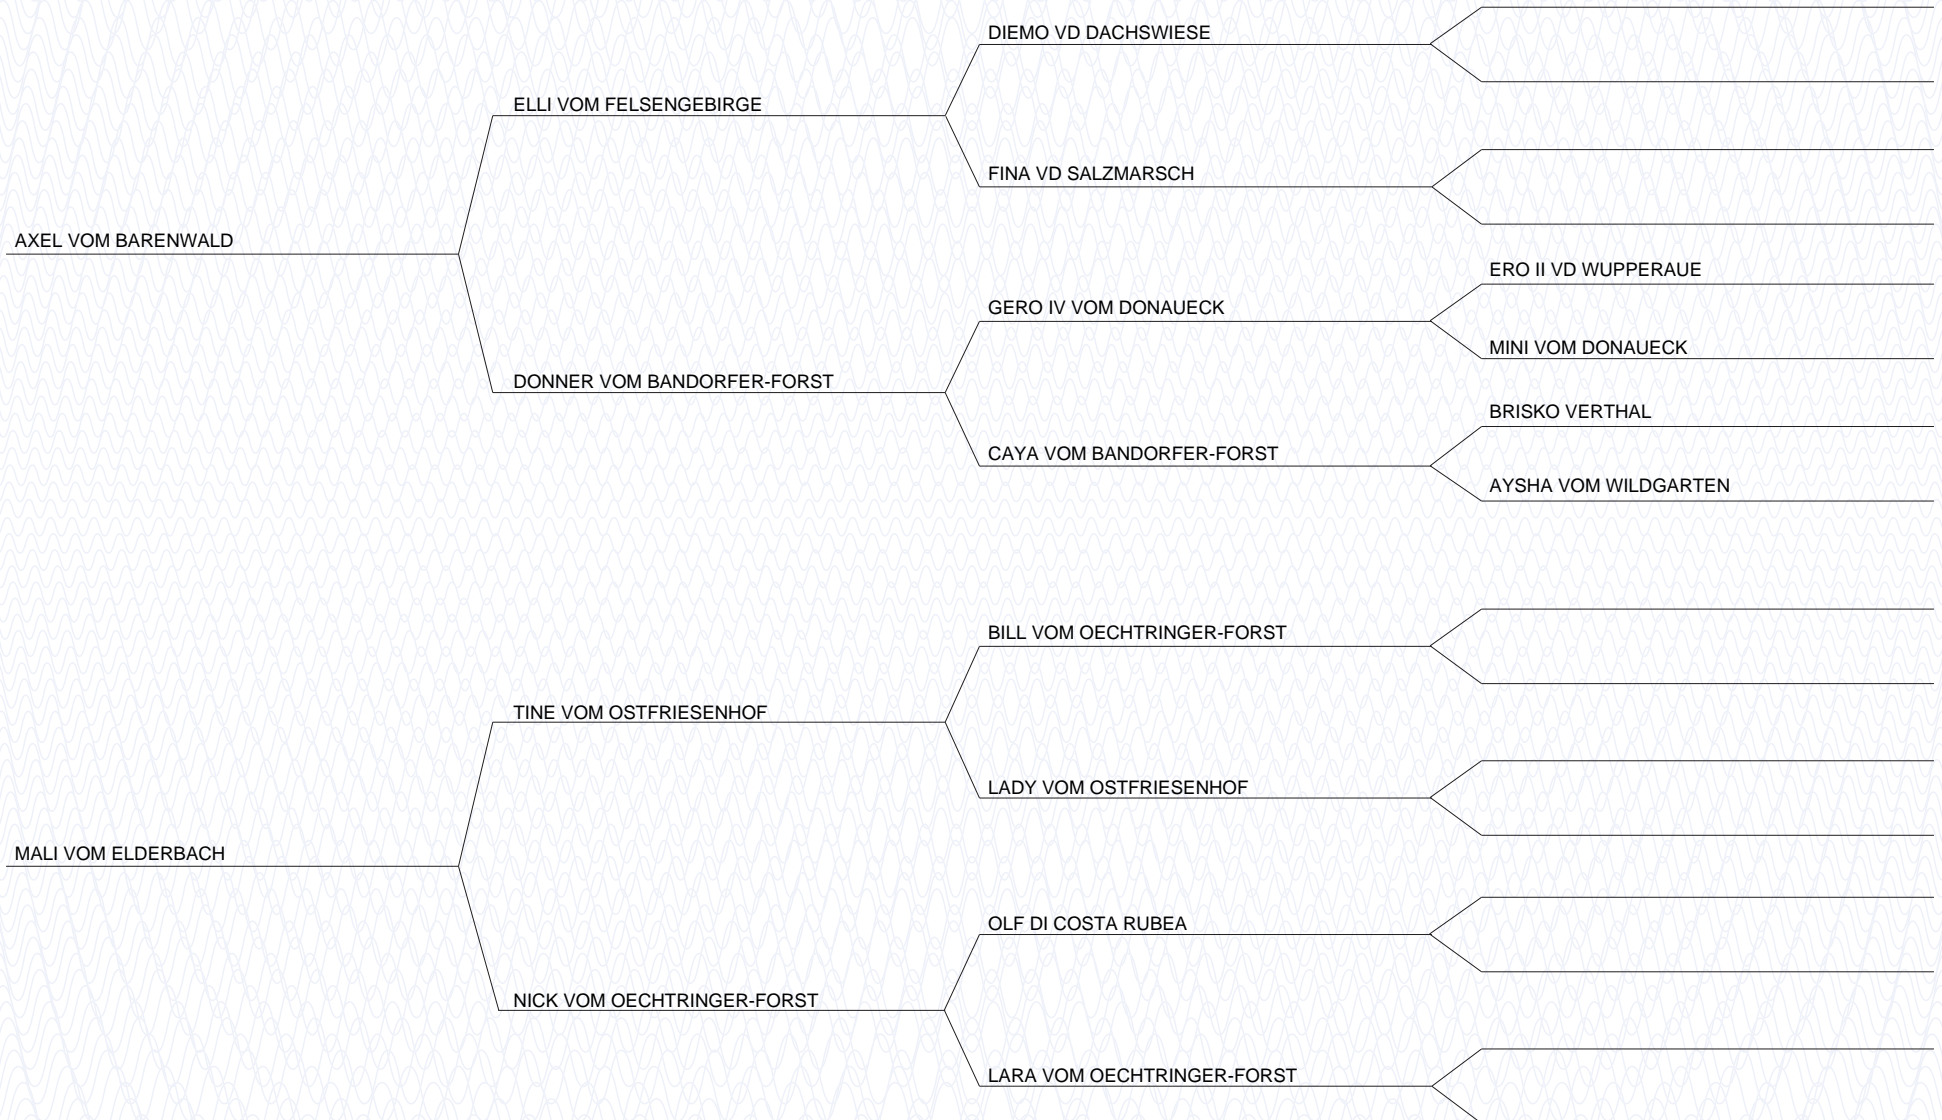 DIEMO VD DACHSWIESE
ELLI VOM FELSENGEBIRGE
FINA VD SALZMARSCH
AXEL VOM BARENWALD
ERO II VD WUPPERAUE
GERO IV VOM DONAUECK
MINI VOM DONAUECK
DONNER VOM BANDORFER-FORST
BRISKO VERTHAL
CAYA VOM BANDORFER-FORST
AYSHA VOM WILDGARTEN
BILL VOM OECHTRINGER-FORST
TINE VOM OSTFRIESENHOF
LADY VOM OSTFRIESENHOF
MALI VOM ELDERBACH
OLF DI COSTA RUBEA
NICK VOM OECHTRINGER-FORST
LARA VOM OECHTRINGER-FORST